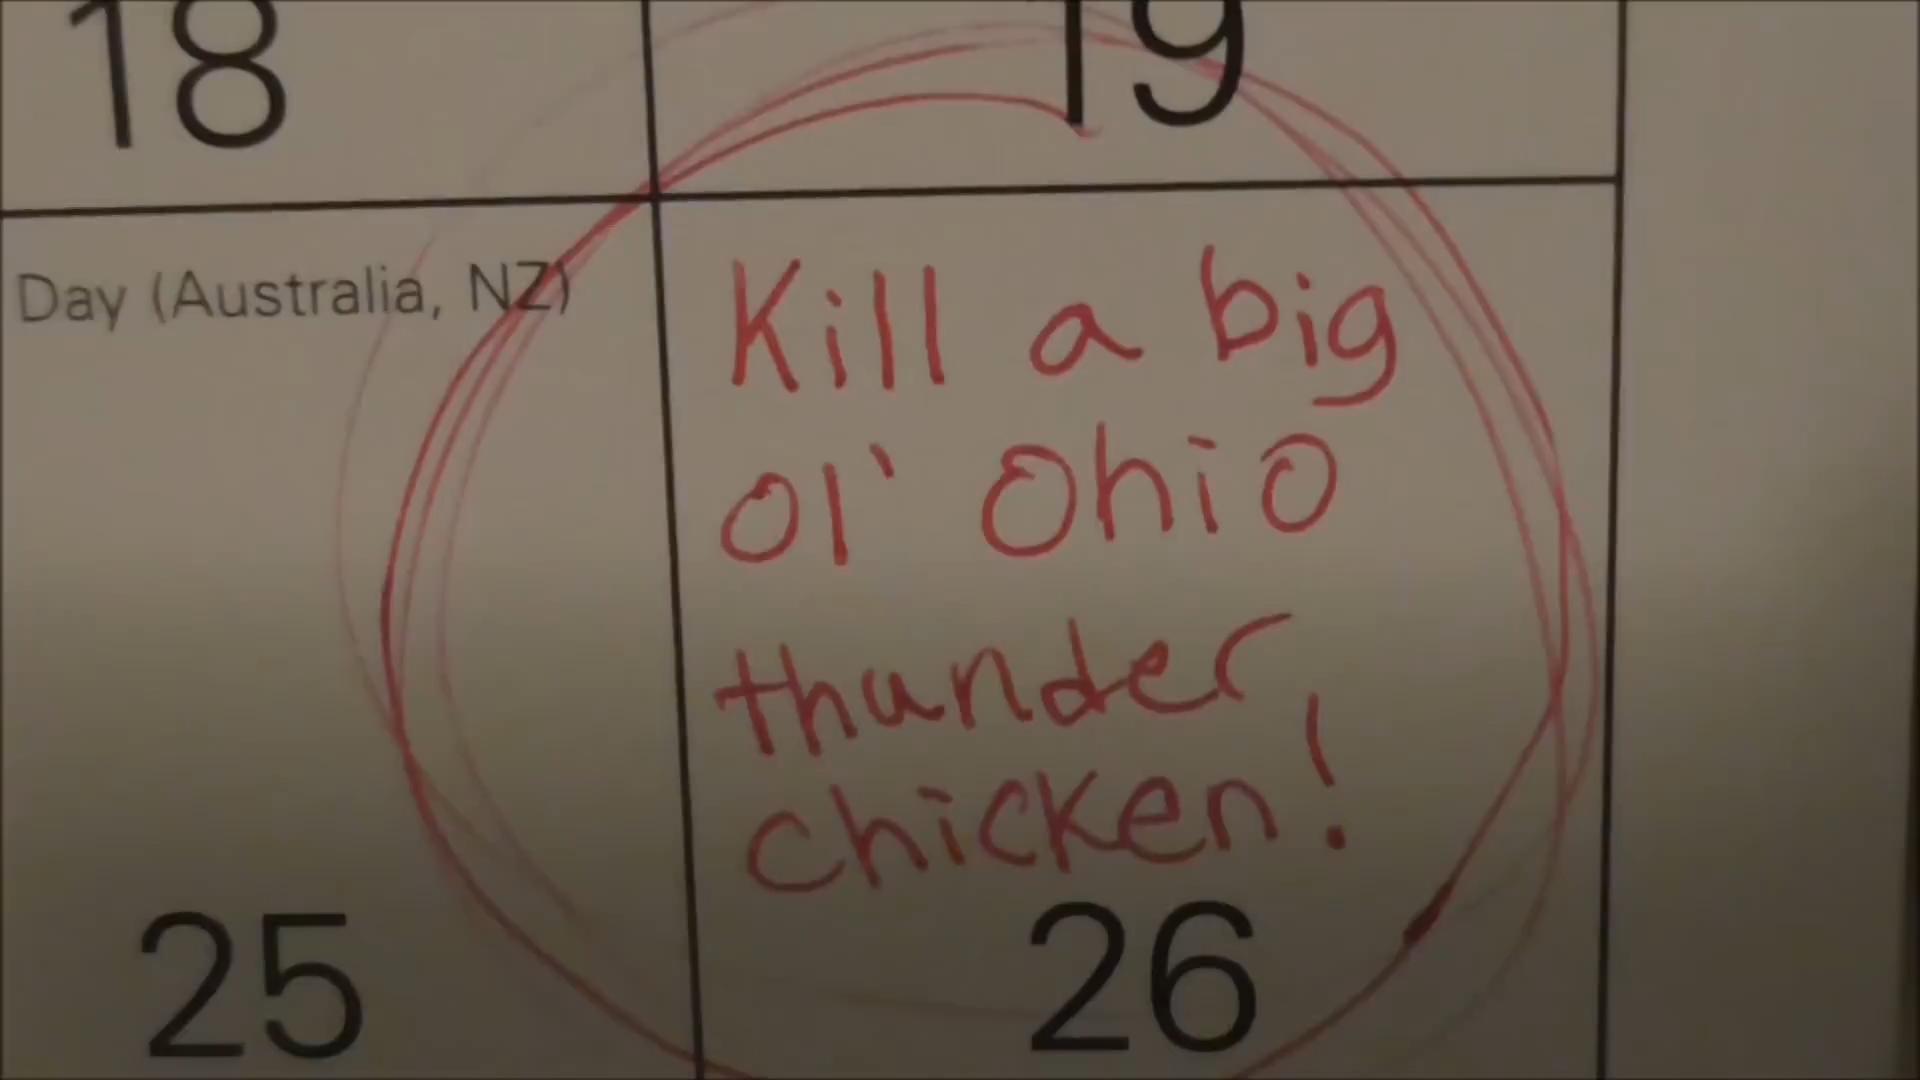 18
19
Day (Australia, NZ)
Kill a big
ol' Ohio
thunder
chicken!
25
26